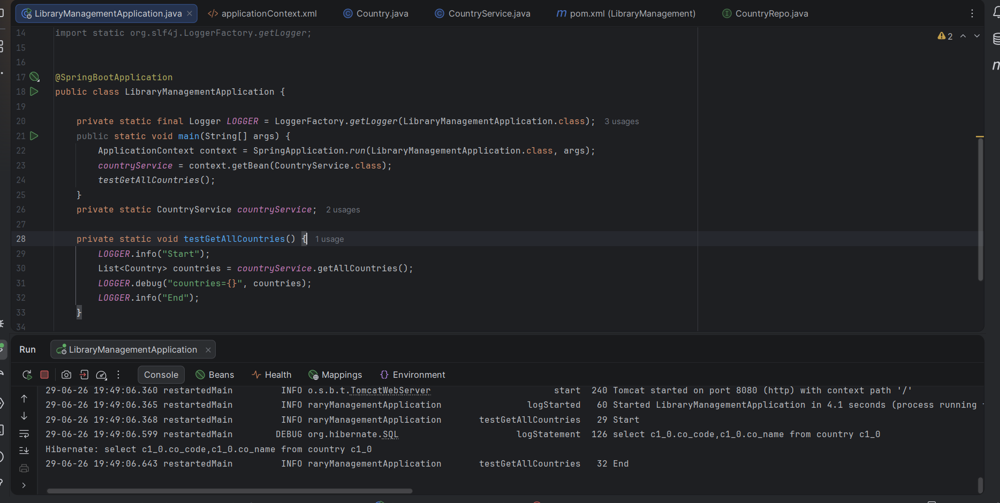 LibraryManagementApplication.java
applicationContext.xml
Country.java
CountryService.java
pom.xml (LibraryManagement)
CountryRepo.java
2
14 import static org.slf4j.LoggerFactory.getLogger;
15
16
17 @SpringBootApplication
18 public class LibraryManagementApplication {
19
20 private static final Logger LOGGER = LoggerFactory.getLogger(LibraryManagementApplication.class); 3 usages
21 public static void main(String[] args) {
22 ApplicationContext context = SpringApplication.run(LibraryManagementApplication.class, args);
23 countryService = context.getBean(CountryService.class);
24 testGetAllCountries();
25 }
26 private static CountryService countryService; 2 usages
27
28 private static void testGetAllCountries() { 1 usage
29 LOGGER.info("Start");
30 List<Country> countries = countryService.getAllCountries();
31 LOGGER.debug("countries={}", countries);
32 LOGGER.info("End");
33 }
34
Run LibraryManagementApplication
Console Beans Health Mappings Environment
29-06-26 19:49:06.360 restartedMain INFO o.s.b.t.TomcatWebServer start 240 Tomcat started on port 8080 (http) with context path '/'
29-06-26 19:49:06.365 restartedMain INFO raryManagementApplication logStarted 60 Started LibraryManagementApplication in 4.1 seconds (process running
29-06-26 19:49:06.368 restartedMain INFO raryManagementApplication testGetAllCountries 29 Start
29-06-26 19:49:06.599 restartedMain DEBUG org.hibernate.SQL logStatement 126 select c1_0.co_code,c1_0.co_name from country c1_0
Hibernate: select c1_0.co_code,c1_0.co_name from country c1_0
29-06-26 19:49:06.643 restartedMain INFO raryManagementApplication testGetAllCountries 32 End